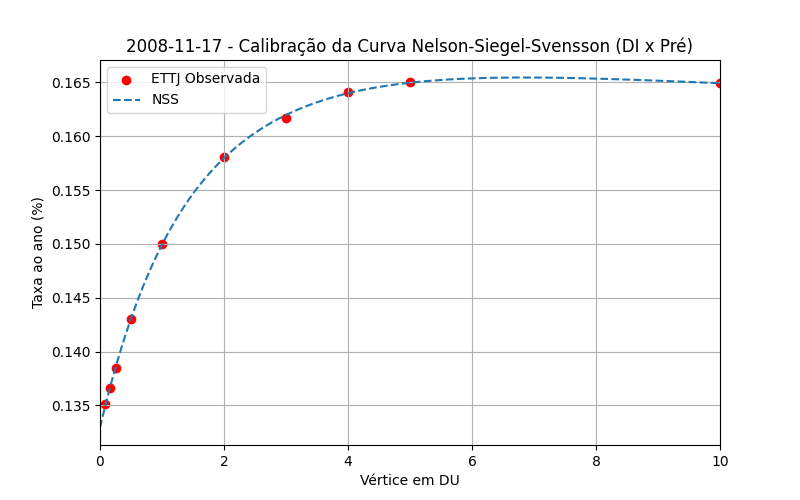 2008-11-17 - Calibração da Curva Nelson-Siegel-Svensson (DI x Pré)
ETTJ Observada
NSS
Taxa ao ano (%)
0.165
0.160
0.155
0.150
0.145
0.140
0.135
0
2
4
6
8
10
Vértice em DU